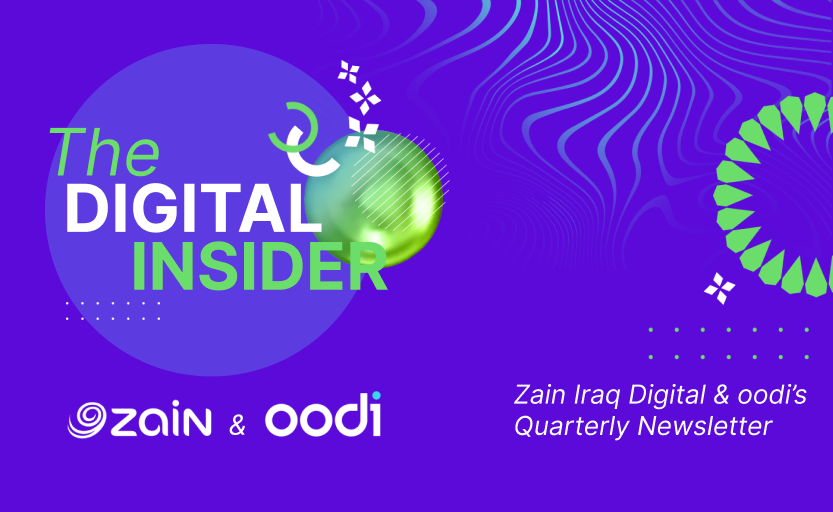 The
DIGITAL
INSIDER
zain & oodi
Zain Iraq Digital & oodi's
Quarterly Newsletter